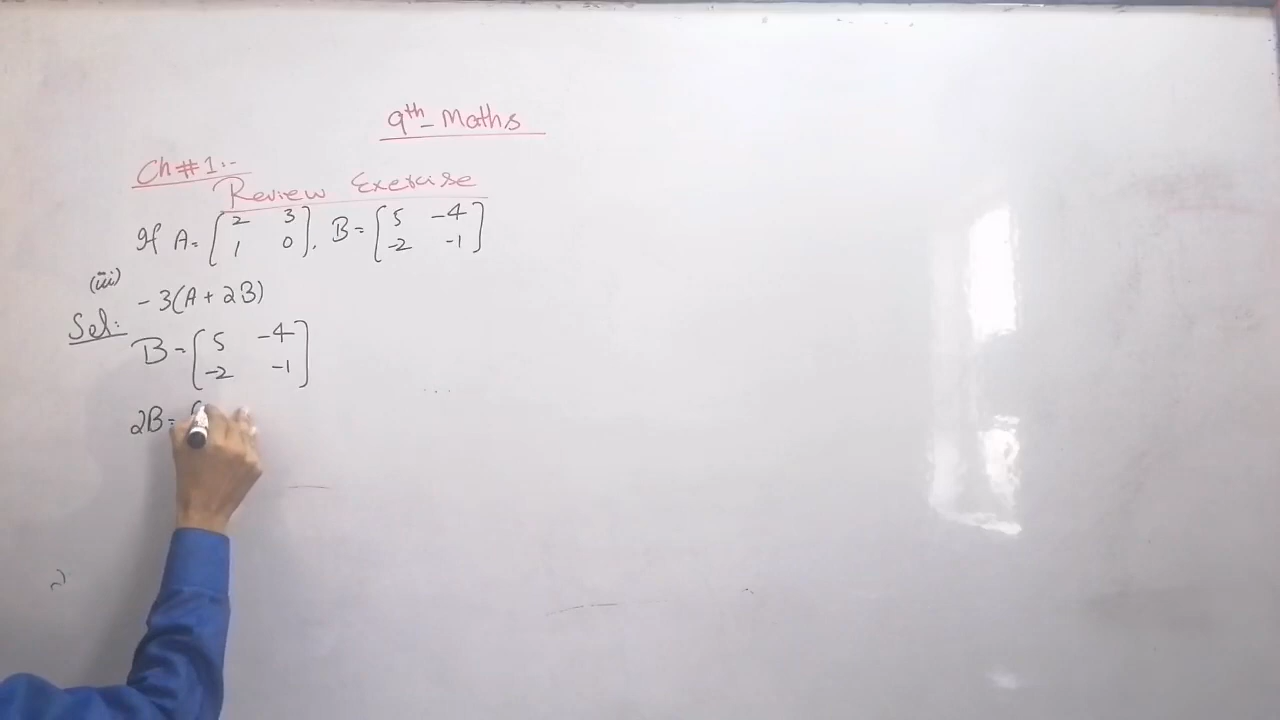 9th - Maths
Ch # 1:-
Review Exercise
If A = [2 3
1 0], B = [5 -4
-2 -1]
(iii)
-3(A + 2B)
Sol:
B = [5 -4
-2 -1]
2B = [